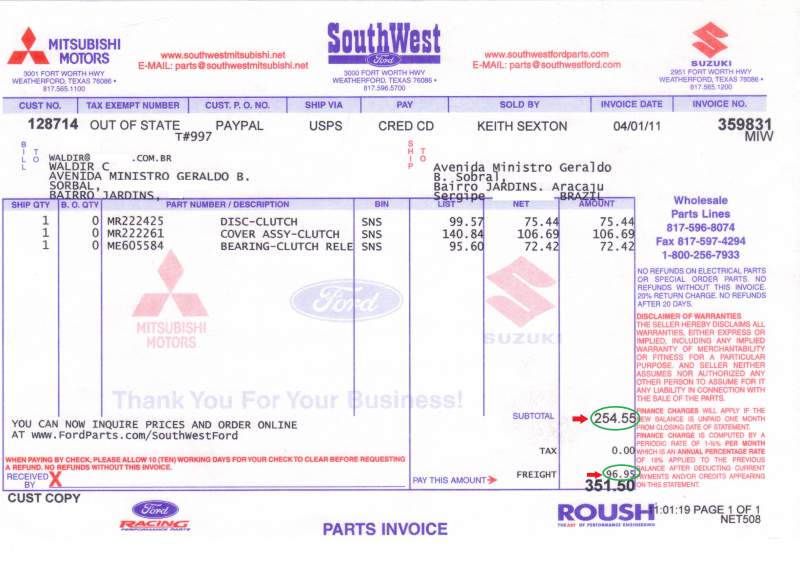 MITSUBISHI
MOTORS
3001 FORT WORTH HWY
WEATHERFORD, TEXAS 76086 •
817.565.1100
www.southwestmitsubishi.net
E-MAIL: parts@southwestmitsubishi.net
SouthWest
Ford
3000 FORT WORTH HWY
WEATHERFORD, TEXAS 76086 •
817.596.5700
www.southwestfordparts.com
E-MAIL: parts@southwestford.com
SUZUKI
2951 FORT WORTH HWY
WEATHERFORD, TEXAS 76086 •
817.565.1200
CUST NO. TAX EXEMPT NUMBER CUST. P. O. NO. SHIP VIA PAY SOLD BY INVOICE DATE INVOICE NO.
128714 OUT OF STATE PAYPAL USPS CRED CD KEITH SEXTON 04/01/11 359831
T#997 MIW
BILL TO
WALDIR@ .COM.BR
WALDIR C
AVENIDA MINISTRO GERALDO B.
SORBAL,
BAIRRO JARDINS,
SHIP TO
Avenida Ministro Geraldo
B. Sobral,
Bairro JARDINS. Aracaju
Sergipe BRAZIL
SHIP QTY B. O. QTY PART NUMBER / DESCRIPTION BIN LIST NET AMOUNT
1 0 MR222425 DISC-CLUTCH SNS 99.57 75.44 75.44
1 0 MR222261 COVER ASSY-CLUTCH SNS 140.84 106.69 106.69
1 0 ME605584 BEARING-CLUTCH RELE SNS 95.60 72.42 72.42
MITSUBISHI
MOTORS
Ford
SUZUKI
Thank You For Your Business!
YOU CAN NOW INQUIRE PRICES AND ORDER ONLINE
AT www.FordParts.com/SouthWestFord
SUBTOTAL 254.55
TAX 0.00
FREIGHT 96.95
WHEN PAYING BY CHECK, PLEASE ALLOW 10 (TEN) WORKING DAYS FOR YOUR CHECK TO CLEAR BEFORE REQUESTING
A REFUND. NO REFUNDS WITHOUT THIS INVOICE.
RECEIVED
BY X
PAY THIS AMOUNT 351.50
Wholesale
Parts Lines
817-596-8074
Fax 817-597-4294
1-800-256-7933
NO REFUNDS ON ELECTRICAL PARTS
OR SPECIAL ORDER PARTS. NO
REFUNDS WITHOUT THIS INVOICE.
20% RETURN CHARGE. NO REFUNDS
AFTER 20 DAYS.
DISCLAIMER OF WARRANTIES
THE SELLER HEREBY DISCLAIMS ALL
WARRANTIES, EITHER EXPRESS OR
IMPLIED, INCLUDING ANY IMPLIED
WARRANTY OF MERCHANTABILITY
OR FITNESS FOR A PARTICULAR
PURPOSE. AND SELLER NEITHER
ASSUMES NOR AUTHORIZED ANY
OTHER PERSON TO ASSUME FOR IT
ANY LIABILITY IN CONNECTION WITH
THE SALE OF THE PARTS.
FINANCE CHARGES WILL APPLY IF THE
NEW BALANCE IS UNPAID ONE MONTH
FROM CLOSING DATE OF STATEMENT.
FINANCE CHARGE IS COMPUTED BY A
PERIODIC RATE OF 1-½% PER MONTH
WHICH IS AN ANNUAL PERCENTAGE RATE
OF 18% APPLIED TO THE PREVIOUS
BALANCE AFTER DEDUCTING CURRENT
PAYMENTS AND/OR CREDITS APPEARING
ON THIS STATEMENT.
CUST COPY
Ford
RACING
PERFORMANCE PARTS
PARTS INVOICE
ROUSH
THE ART OF PERFORMANCE ENGINEERING
11:01:19 PAGE 1 OF 1
NET508